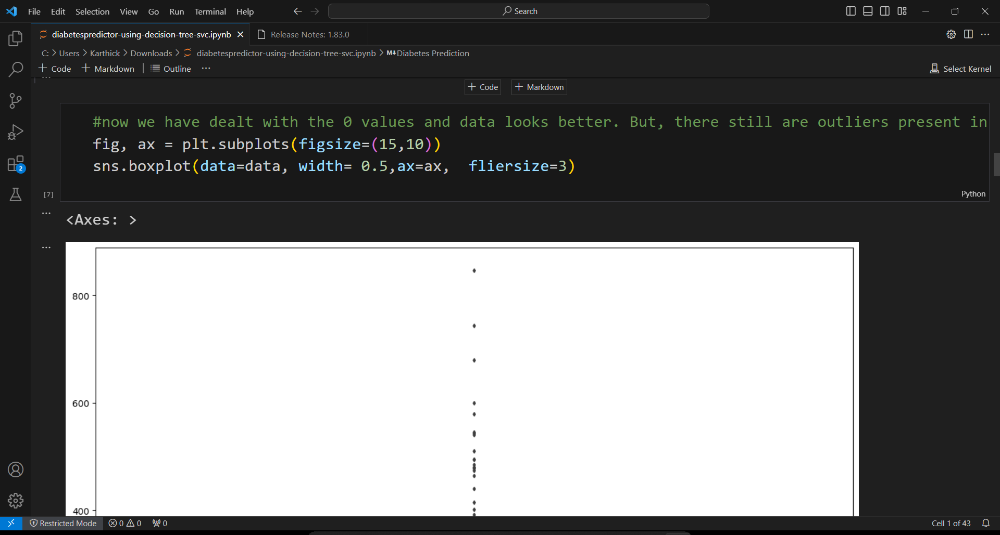 File Edit Selection View Go Run Terminal Help Search
diabetespredictor-using-decision-tree-svc.ipynb Release Notes: 1.83.0
C: > Users > Karthick > Downloads > diabetespredictor-using-decision-tree-svc.ipynb > M↓Diabetes Prediction
+ Code + Markdown | Outline ... Select Kernel
+ Code + Markdown
#now we have dealt with the 0 values and data looks better. But, there still are outliers present in
fig, ax = plt.subplots(figsize=(15,10))
sns.boxplot(data=data, width= 0.5,ax=ax,  fliersize=3)
2
[7] Python
... <Axes: >
...
800
600
400
Restricted Mode 0 0 0 Cell 1 of 43